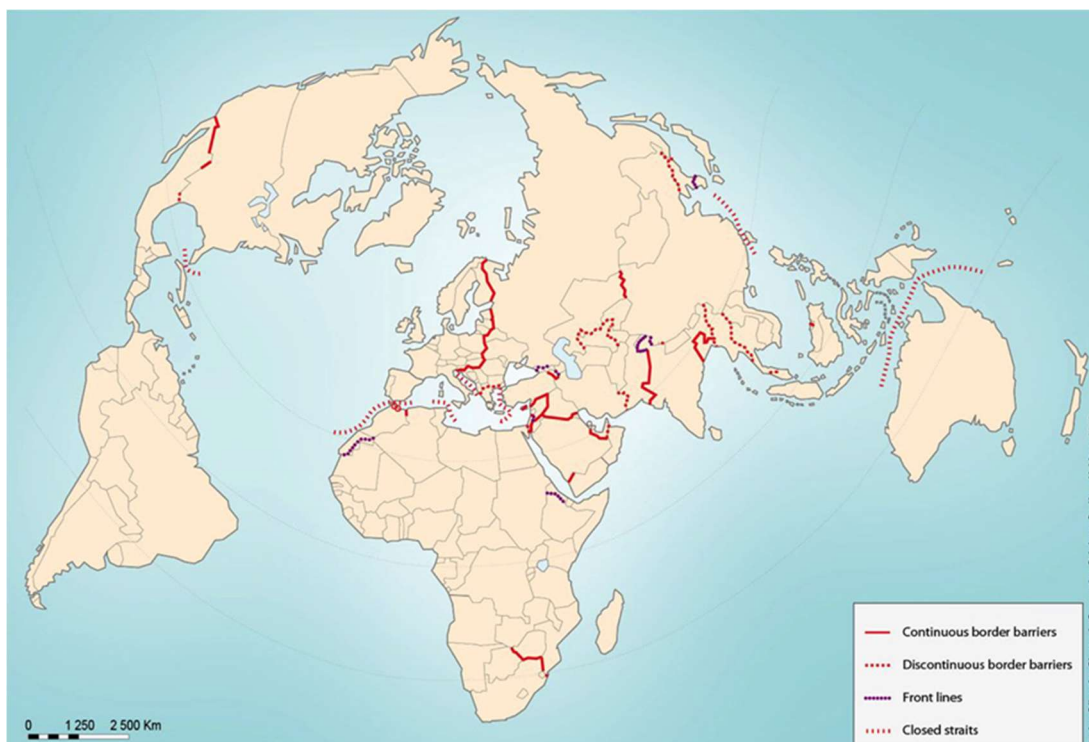 Continuous border barriers
Discontinuous border barriers
Front lines
Closed straits
0 1 250 2 500 Km